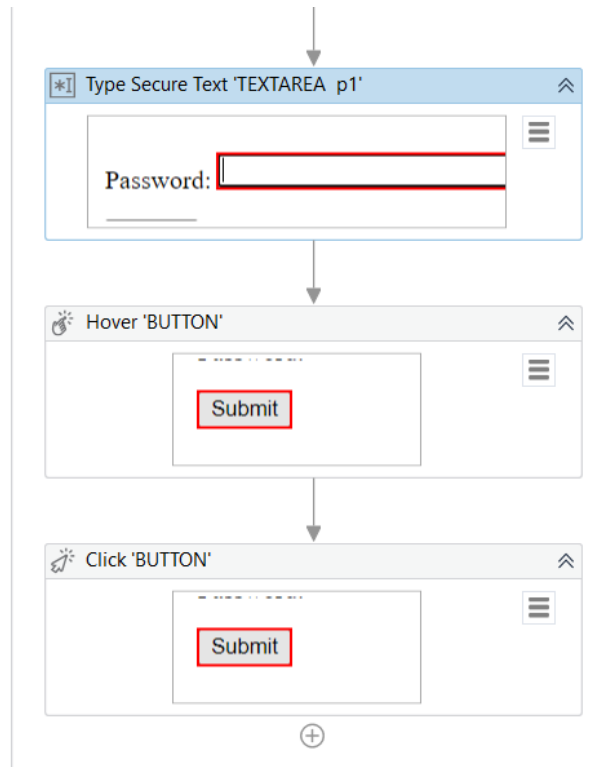 Type Secure Text 'TEXTAREA  p1'
Password:
Hover 'BUTTON'
Submit
Click 'BUTTON'
Submit